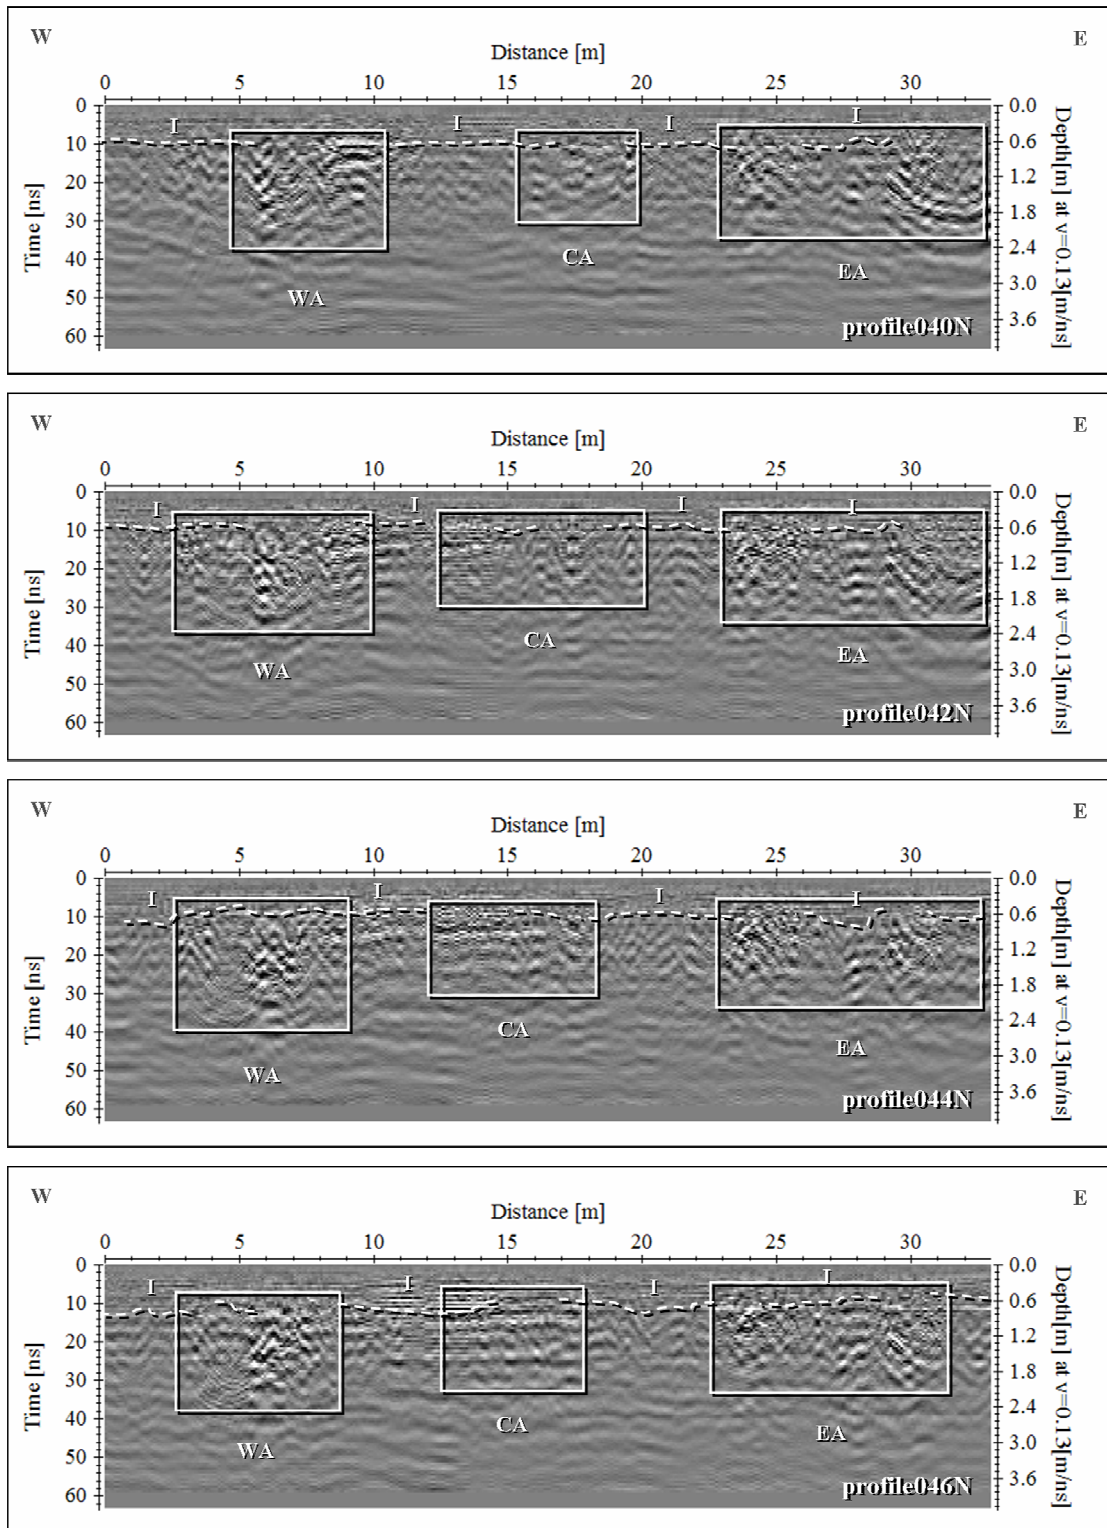 W E
Distance [m]
0 5 10 15 20 25 30
Time [ns]
0 10 20 30 40 50 60
Depth[m] at v=0.13[m/ns]
0.0 0.6 1.2 1.8 2.4 3.0 3.6
I I I I
WA CA EA
profile040N
W E
Distance [m]
0 5 10 15 20 25 30
Time [ns]
0 10 20 30 40 50 60
Depth[m] at v=0.13[m/ns]
0.0 0.6 1.2 1.8 2.4 3.0 3.6
I I I I
WA CA EA
profile042N
W E
Distance [m]
0 5 10 15 20 25 30
Time [ns]
0 10 20 30 40 50 60
Depth[m] at v=0.13[m/ns]
0.0 0.6 1.2 1.8 2.4 3.0 3.6
I I I I
WA CA EA
profile044N
W E
Distance [m]
0 5 10 15 20 25 30
Time [ns]
0 10 20 30 40 50 60
Depth[m] at v=0.13[m/ns]
0.0 0.6 1.2 1.8 2.4 3.0 3.6
I I I I
WA CA EA
profile046N